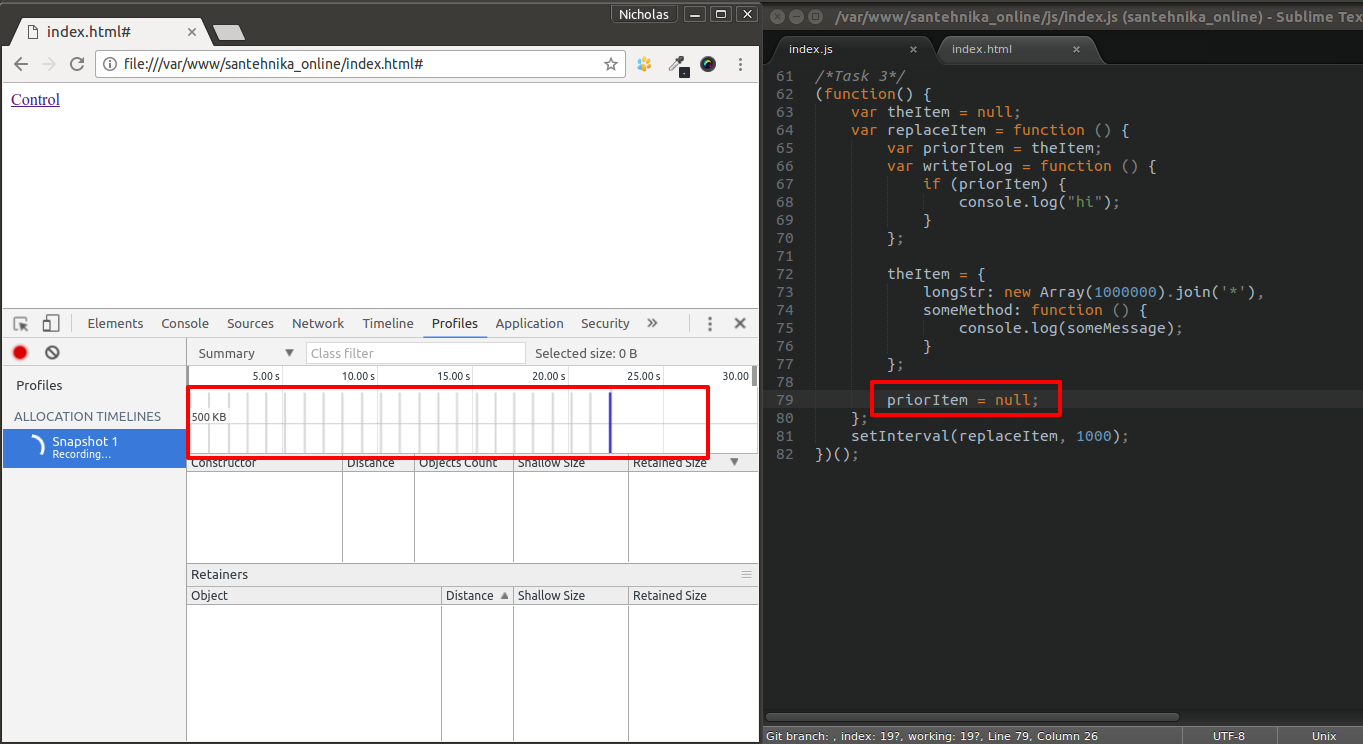 Nicholas
index.html#
file:///var/www/santehnika_online/index.html#
Control
Elements Console Sources Network Timeline Profiles Application Security »
Summary Class filter Selected size: 0 B
Profiles
ALLOCATION TIMELINES
Snapshot 1
Recording...
5.00 s 10.00 s 15.00 s 20.00 s 25.00 s 30.00
500 KB
Constructor Distance Objects Count Shallow Size Retained Size
Retainers
Object Distance Shallow Size Retained Size
/var/www/santehnika_online/js/index.js (santehnika_online) - Sublime Tex
index.js index.html
61 /*Task 3*/
62 (function() {
63 var theItem = null;
64 var replaceItem = function () {
65 var priorItem = theItem;
66 var writeToLog = function () {
67 if (priorItem) {
68 console.log("hi");
69 }
70 };
71
72 theItem = {
73 longStr: new Array(1000000).join('*'),
74 someMethod: function () {
75 console.log(someMessage);
76 }
77 };
78
79 priorItem = null;
80 };
81 setInterval(replaceItem, 1000);
82 })();
Git branch: , index: 19?, working: 19?, Line 79, Column 26 UTF-8 Unix